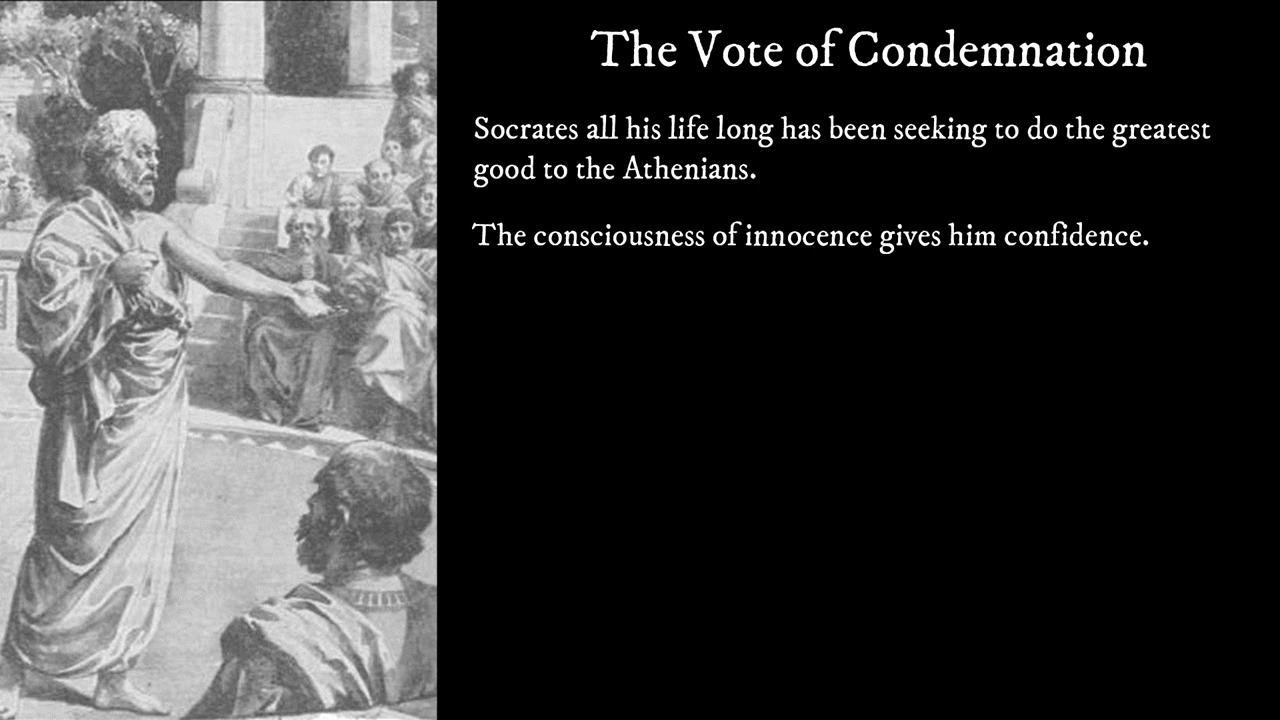 The Vote of Condemnation
Socrates all his life long has been seeking to do the greatest
good to the Athenians.
The consciousness of innocence gives him confidence.